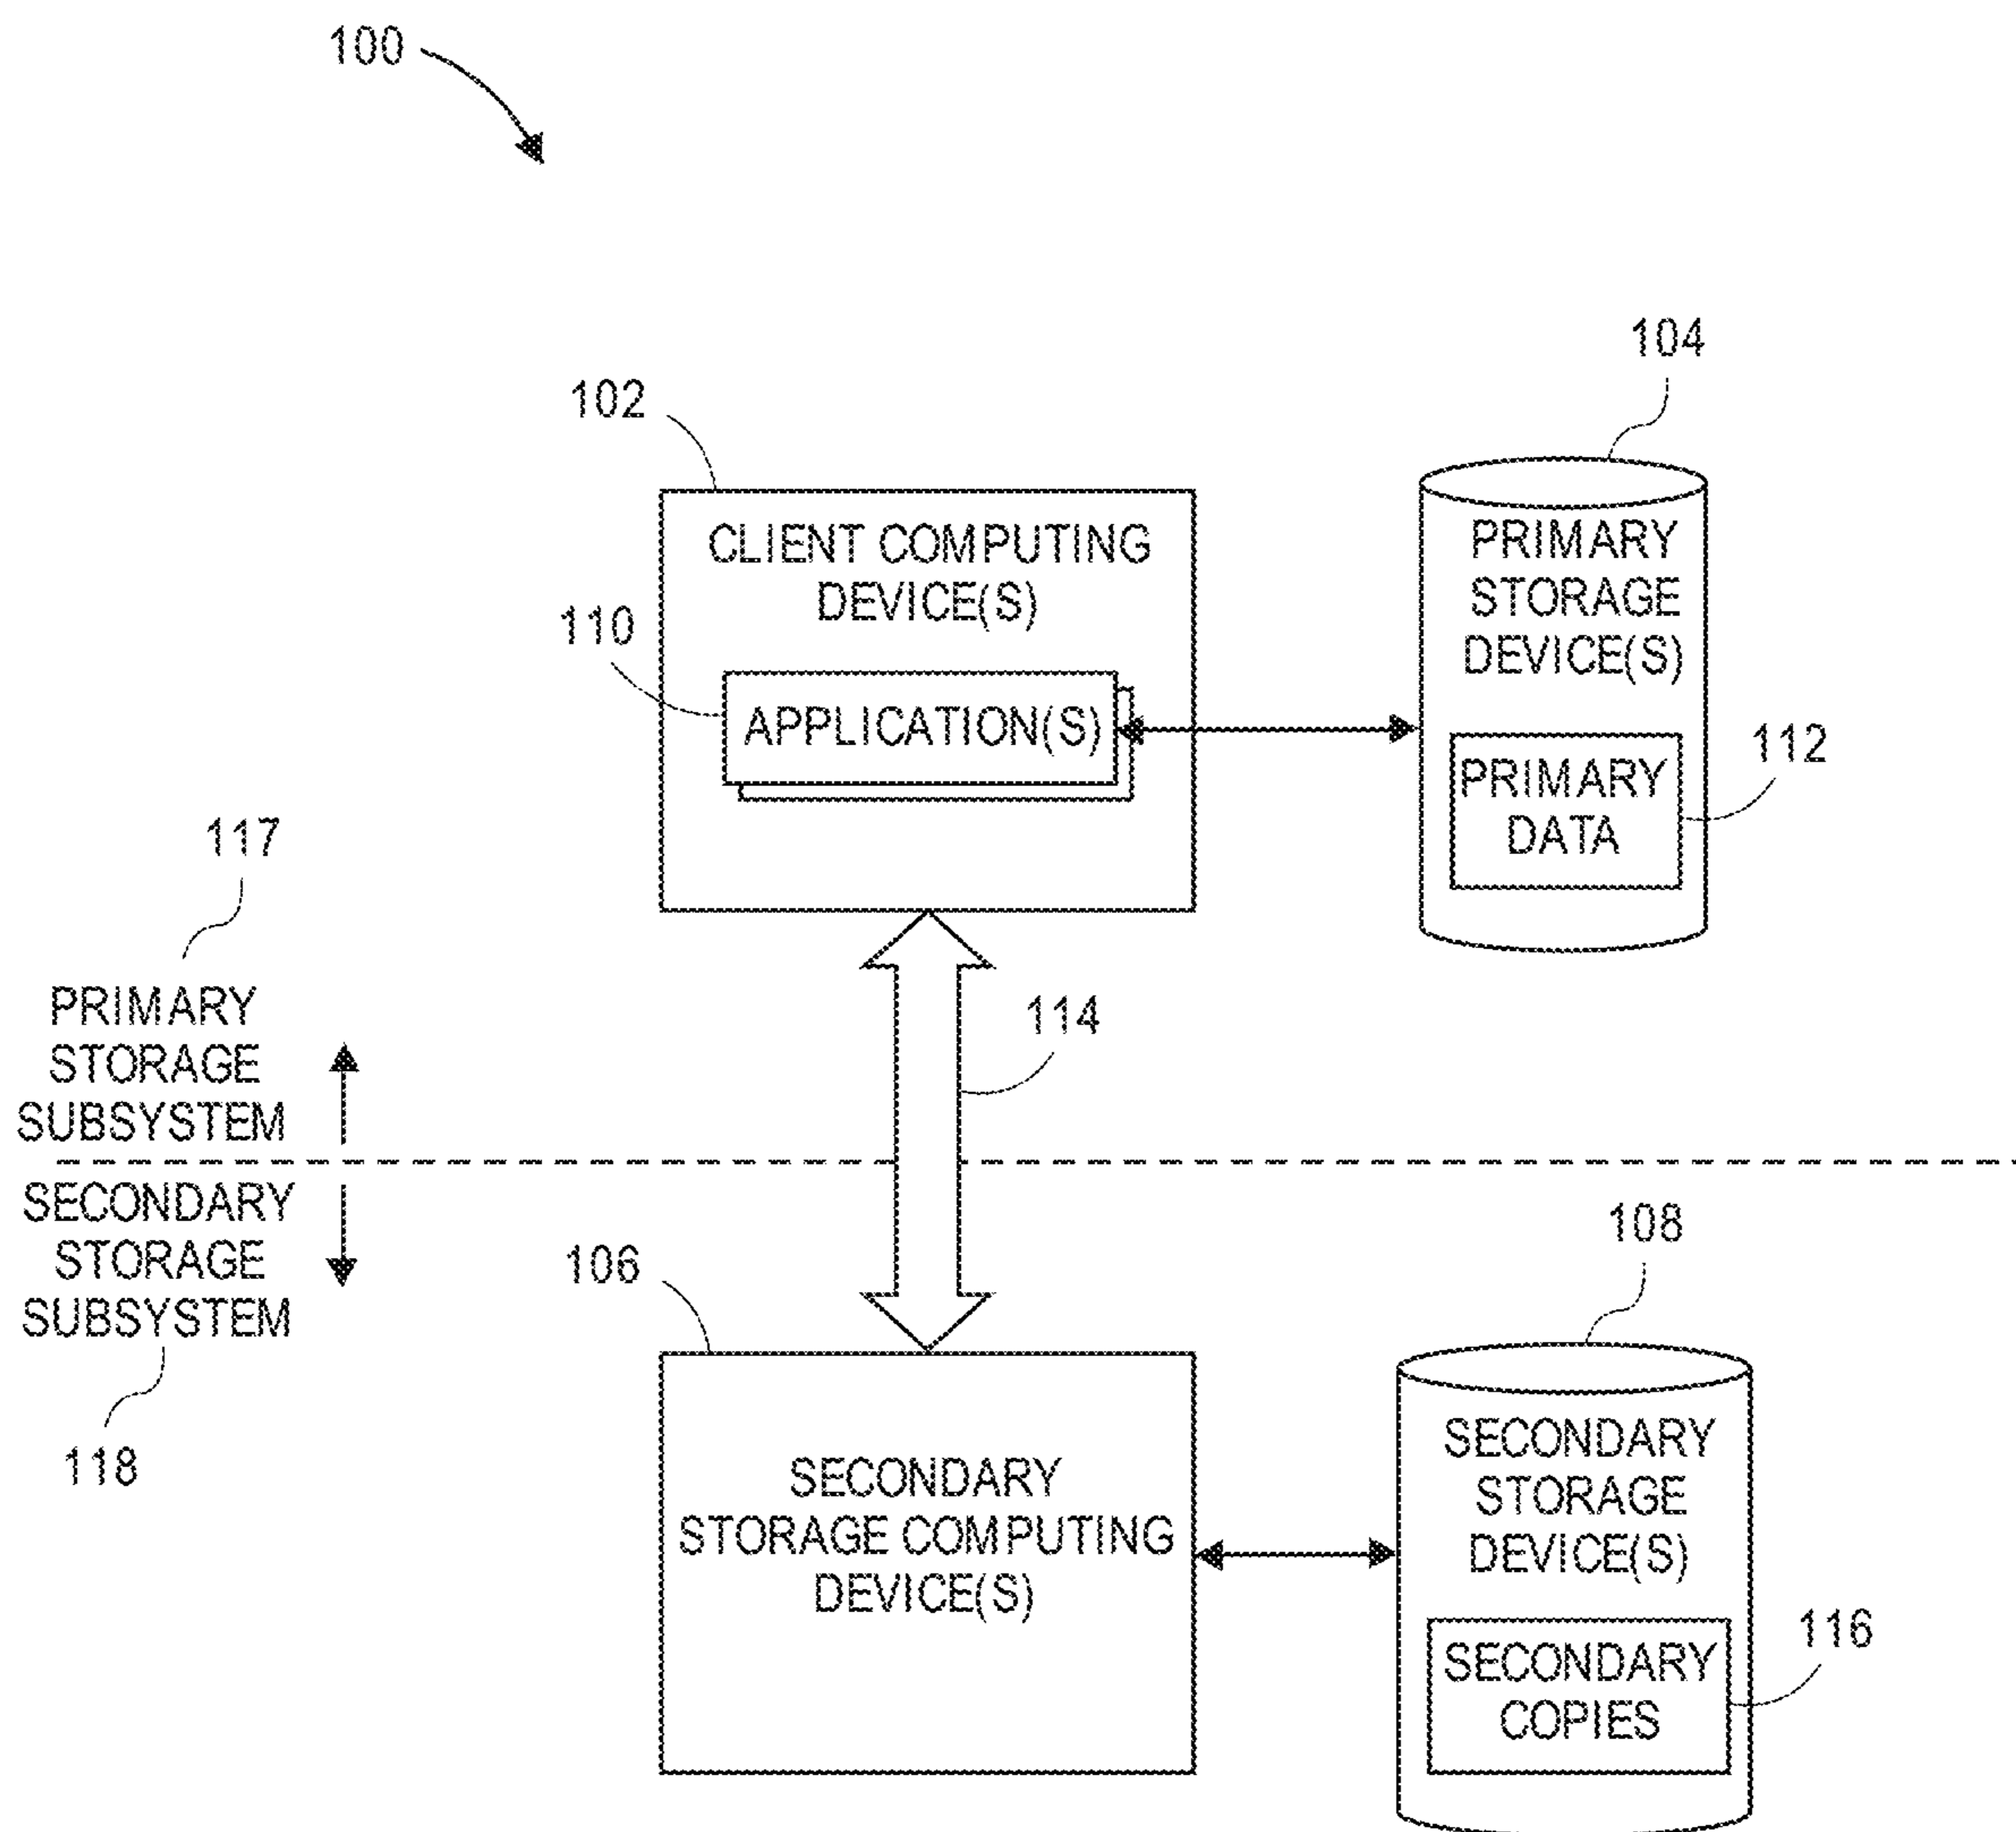 100
104
102
CLIENT COMPUTING
DEVICE(S)
110
APPLICATION(S)
PRIMARY
STORAGE
DEVICE(S)
PRIMARY
DATA
112
117
PRIMARY
STORAGE
SUBSYSTEM
114
SECONDARY
STORAGE
SUBSYSTEM
118
106
SECONDARY
STORAGE COMPUTING
DEVICE(S)
108
SECONDARY
STORAGE
DEVICE(S)
SECONDARY
COPIES
116